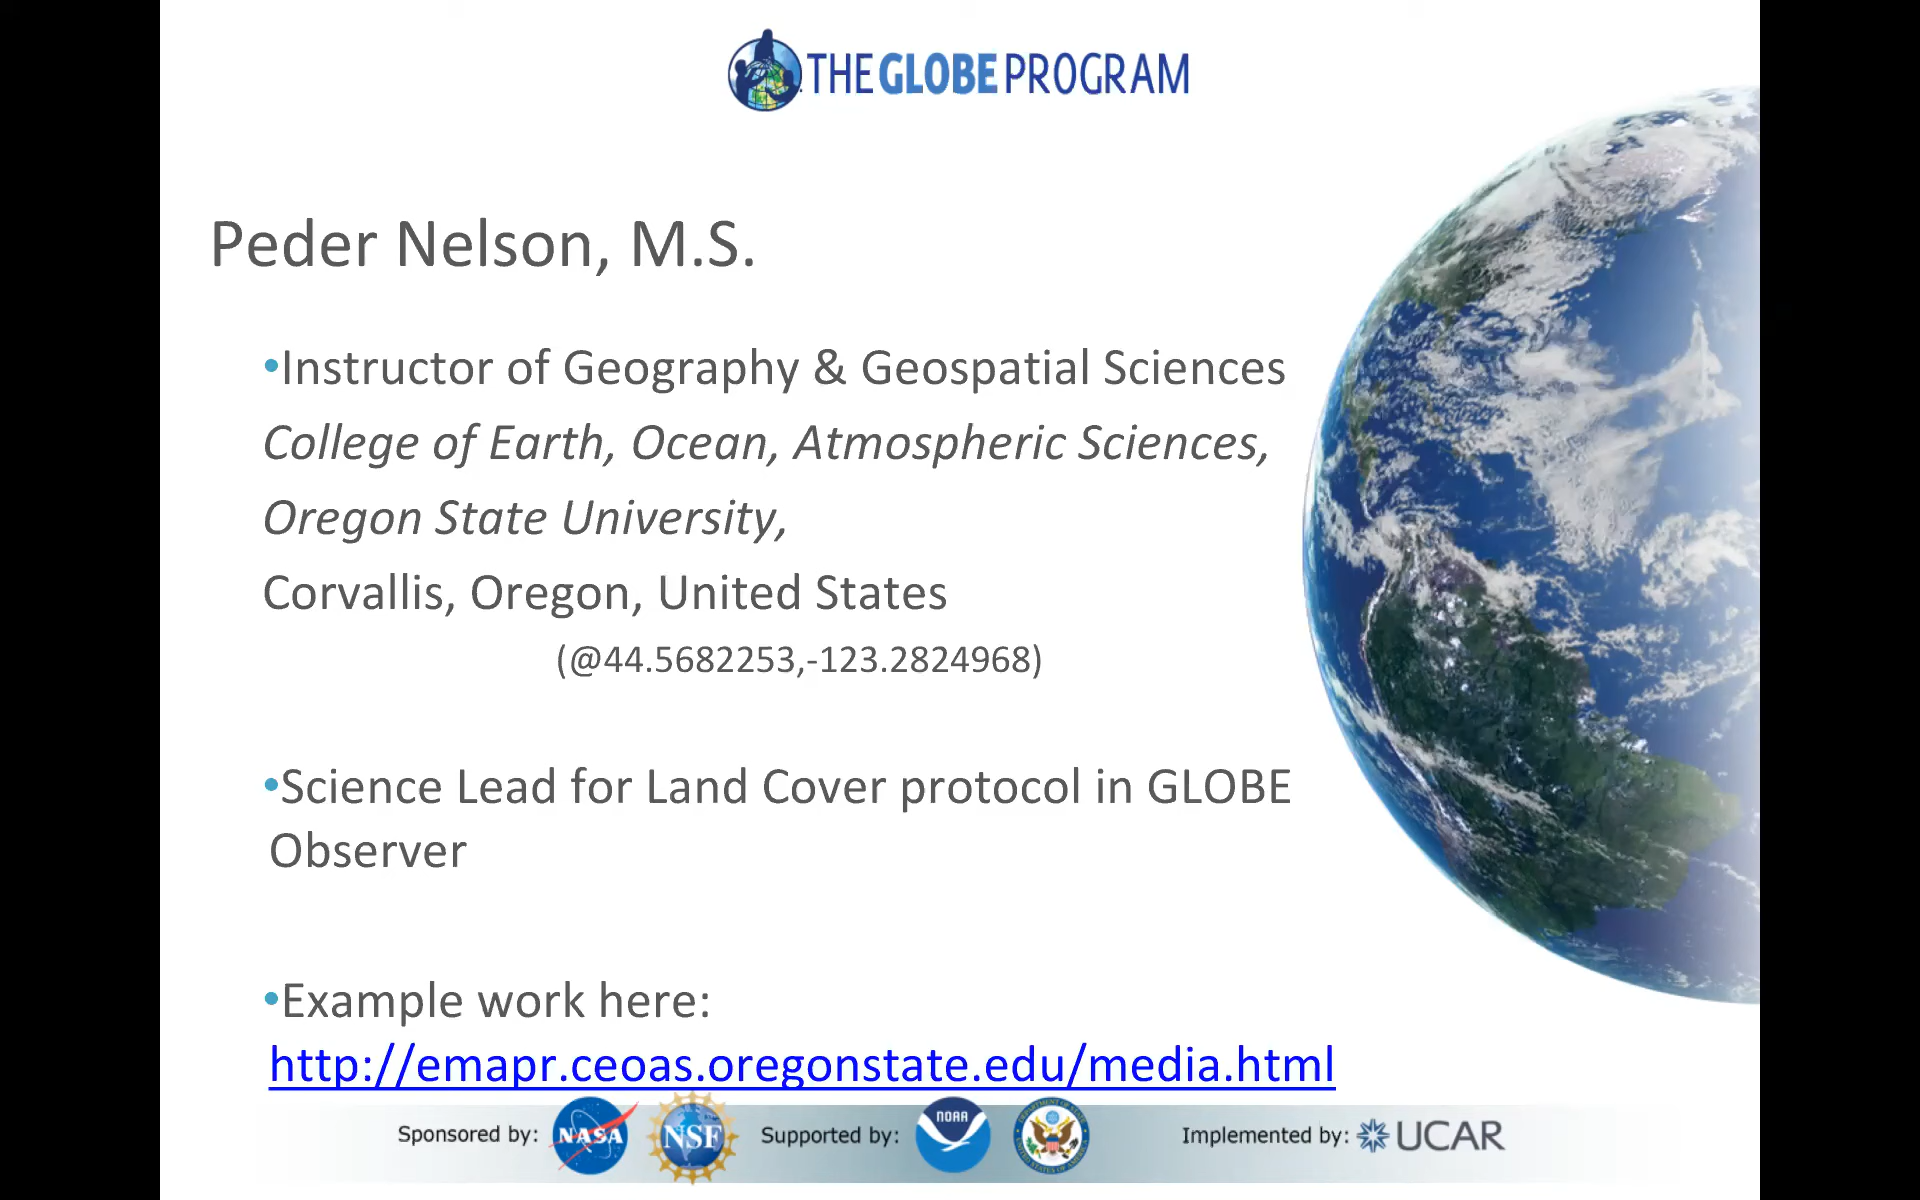 THE GLOBE PROGRAM
Peder Nelson, M.S.
•Instructor of Geography & Geospatial Sciences
College of Earth, Ocean, Atmospheric Sciences,
Oregon State University,
Corvallis, Oregon, United States
(@44.5682253,-123.2824968)
•Science Lead for Land Cover protocol in GLOBE
Observer
•Example work here:
http://emapr.ceoas.oregonstate.edu/media.html
Sponsored by: NASA NSF Supported by: NOAA Implemented by: UCAR